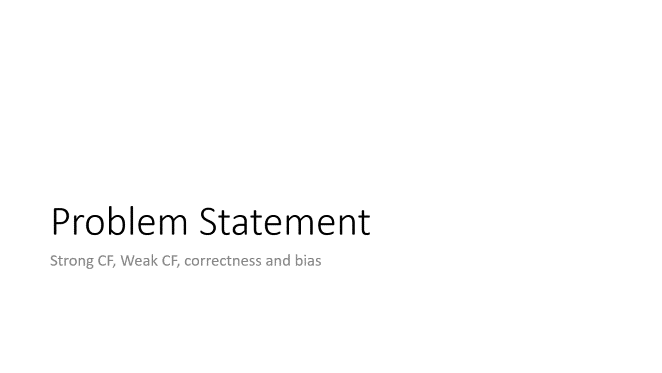 Problem Statement
Strong CF, Weak CF, correctness and bias